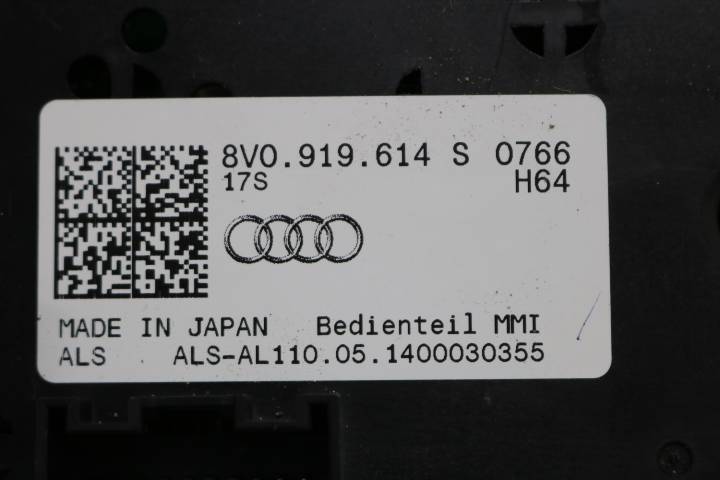 8V0.919.614 S 0766
17S H64
MADE IN JAPAN Bedienteil MMI
ALS ALS-AL110.05.1400030355